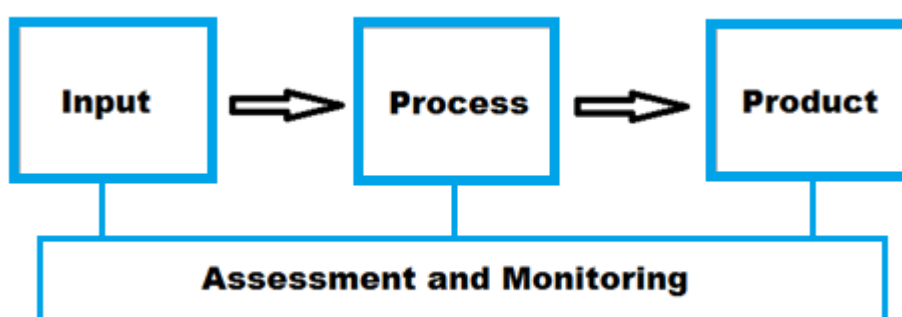 Input
Process
Product
Assessment and Monitoring